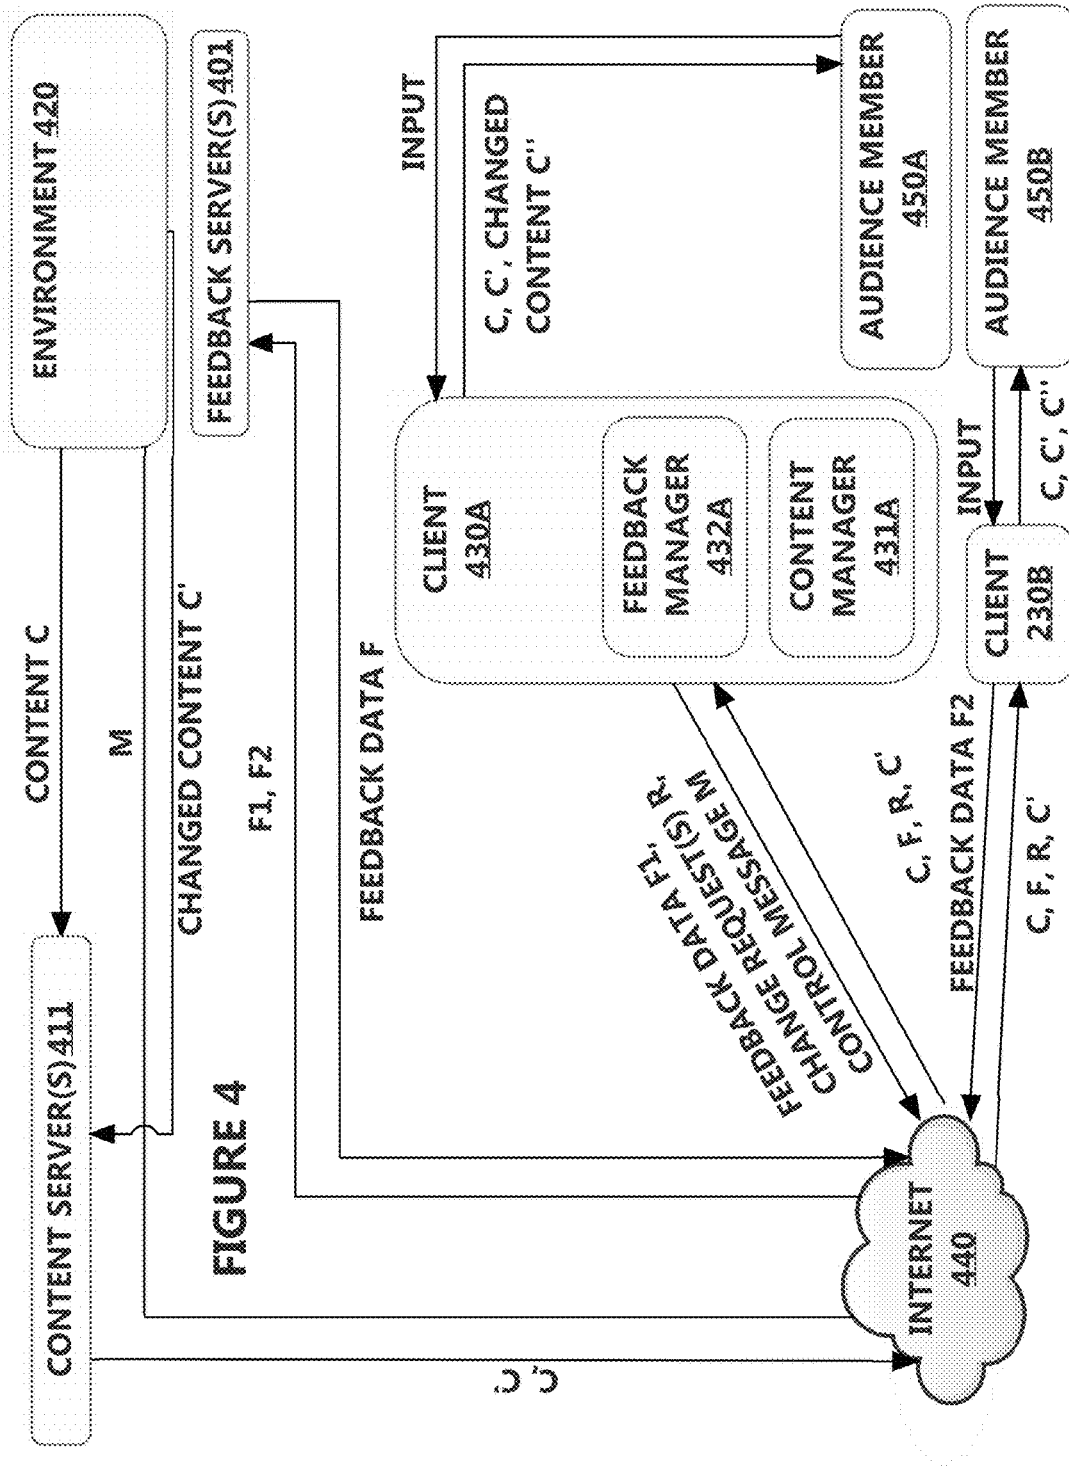 CONTENT SERVER(S) 411
CONTENT C
ENVIRONMENT 420
M
CHANGED CONTENT C'
FEEDBACK SERVER(S) 401
FIGURE 4
F1, F2
FEEDBACK DATA F
INPUT
C, C', CHANGED
CONTENT C''
C, C'
CLIENT
430A
FEEDBACK
MANAGER
432A
CONTENT
MANAGER
431A
AUDIENCE MEMBER
450A
FEEDBACK DATA F1,
CHANGE REQUEST(S) R,
CONTROL MESSAGE M
C, F, R, C'
INTERNET
440
FEEDBACK DATA F2
C, F, R, C'
CLIENT
230B
INPUT
C, C', C''
AUDIENCE MEMBER
450B